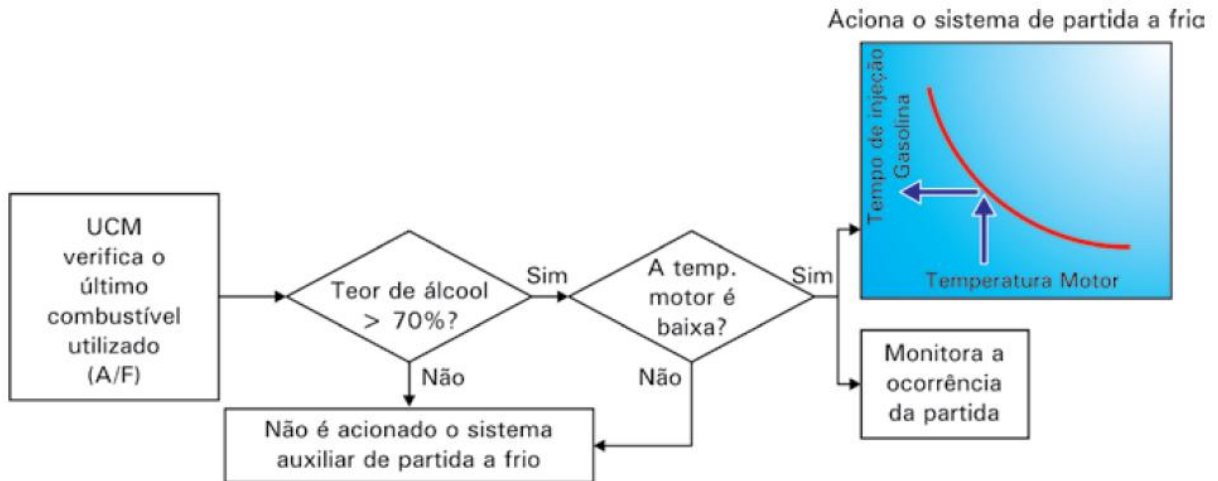 Aciona o sistema de partida a frio
Tempo de injeção
Gasolina
Temperatura Motor
UCM
verifica o
último
combustível
utilizado
(A/F)
Teor de álcool
> 70%?
Sim
A temp.
motor é
baixa?
Sim
Não
Não
Não é acionado o sistema
auxiliar de partida a frio
Monitora a
ocorrência
da partida